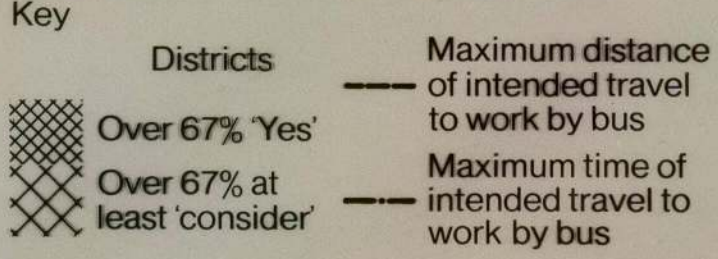 Key
Districts
Over 67% 'Yes'
Over 67% at
least 'consider'
Maximum distance
of intended travel
to work by bus
Maximum time of
intended travel to
work by bus